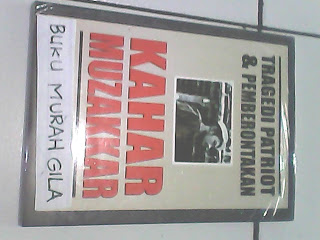 TRAGEDI PATRIOT
& PEMBERONTAKAN
KAHAR
MUZAKKAR
BUKU MURAH GILA